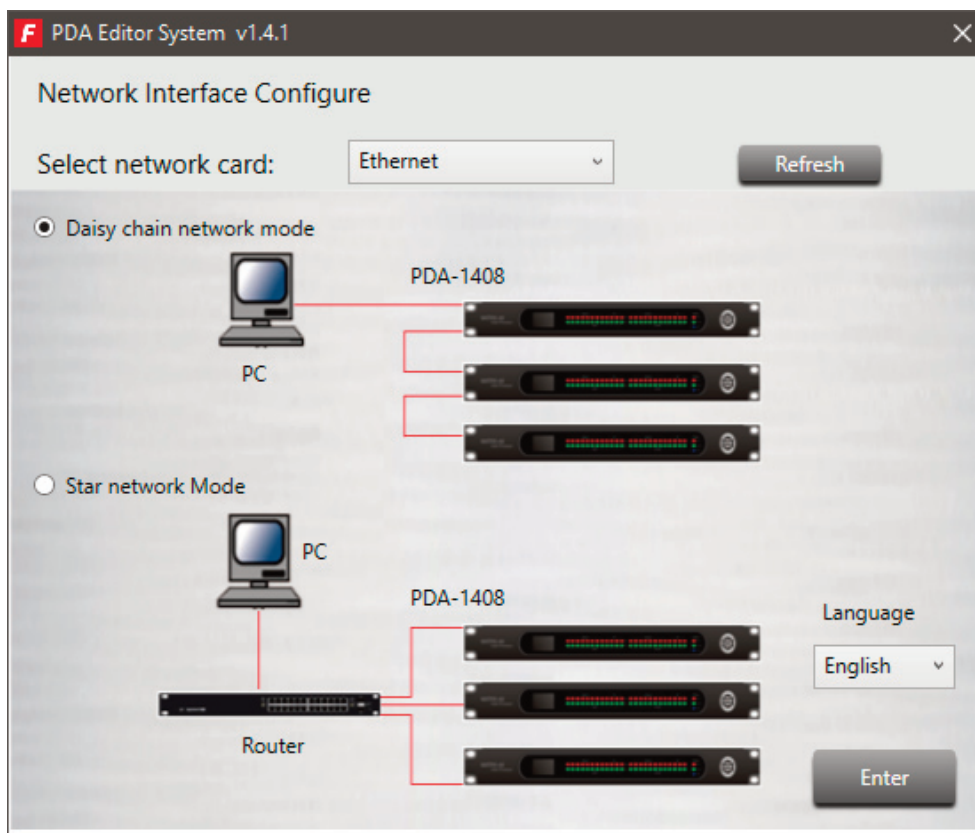 F PDA Editor System v1.4.1
Network Interface Configure
Select network card: Ethernet Refresh
Daisy chain network mode
PDA-1408
PC
Star network Mode
PC
PDA-1408
Language
English
Router
Enter